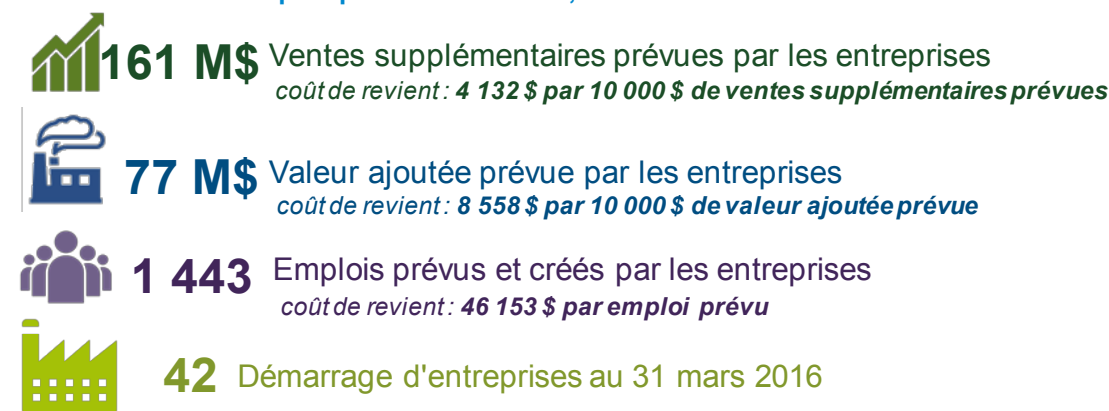 161 M$ Ventes supplémentaires prévues par les entreprises
coût de revient : 4 132 $ par 10 000 $ de ventes supplémentaires prévues
77 M$ Valeur ajoutée prévue par les entreprises
coût de revient : 8 558 $ par 10 000 $ de valeur ajoutée prévue
1 443 Emplois prévus et créés par les entreprises
coût de revient : 46 153 $ par emploi prévu
42 Démarrage d'entreprises au 31 mars 2016